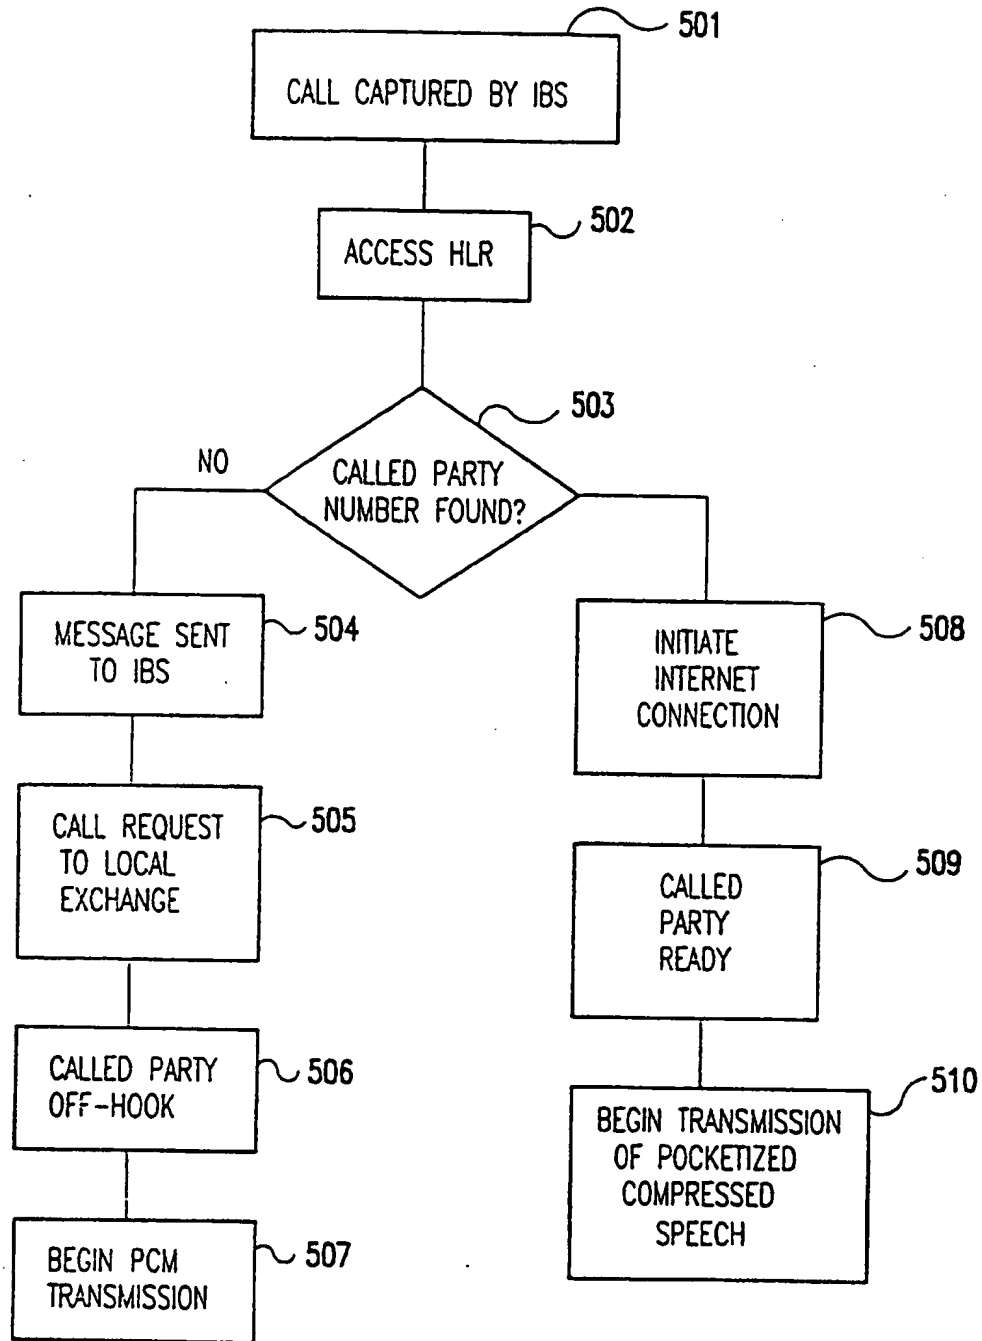 501
CALL CAPTURED BY IBS
502
ACCESS HLR
503
NO
CALLED PARTY
NUMBER FOUND?
MESSAGE SENT
TO IBS
504
INITIATE
INTERNET
CONNECTION
508
CALL REQUEST
TO LOCAL
EXCHANGE
505
CALLED
PARTY
READY
509
CALLED PARTY
OFF-HOOK
506
BEGIN TRANSMISSION
OF POCKETIZED
COMPRESSED
SPEECH
510
BEGIN PCM
TRANSMISSION
507